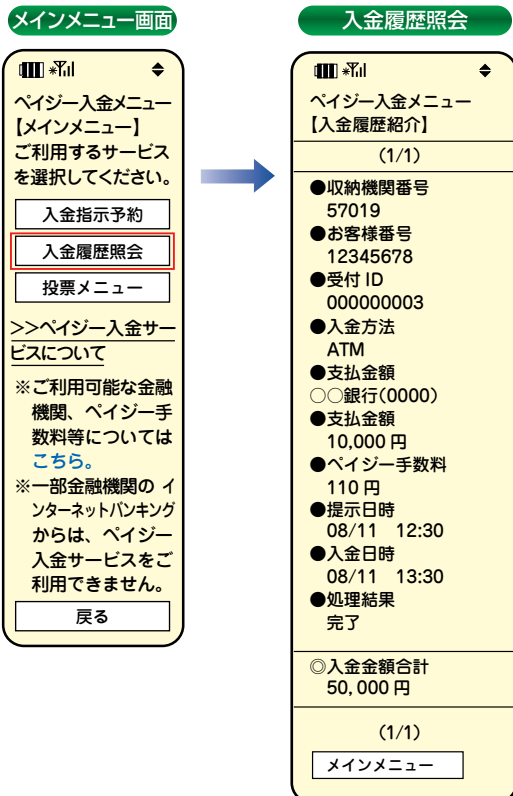 メインメニュー画面
ペイジー入金メニュー
【メインメニュー】
ご利用するサービス
を選択してください。
入金指示予約
入金履歴照会
投票メニュー
>>ペイジー入金サー
ビスについて
※ご利用可能な金融
機関、ペイジー手
数料等については
こちら。
※一部金融機関の イ
ンターネットバンキング
からは、ペイジー
入金サービスをご
利用できません。
戻る
入金履歴照会
ペイジー入金メニュー
【入金履歴紹介】
(1/1)
●収納機関番号
57019
●お客様番号
12345678
●受付 ID
000000003
●入金方法
ATM
●支払金額
○○銀行(0000)
●支払金額
10,000 円
●ペイジー手数料
110 円
●提示日時
08/11 12:30
●入金日時
08/11 13:30
●処理結果
完了
◎入金金額合計
50,000 円
(1/1)
メインメニュー